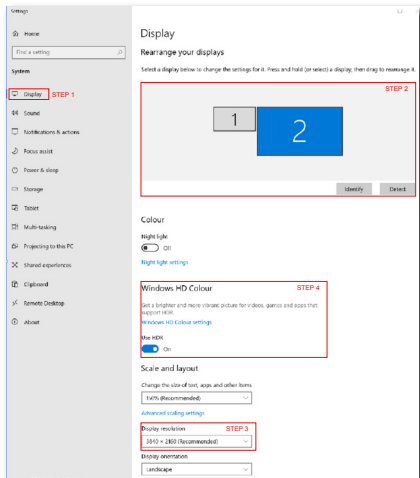 Settings
Home
Find a setting
System
Display STEP 1
Sound
Notifications & actions
Focus assist
Power & sleep
Storage
Tablet
Multi-tasking
Projecting to this PC
Shared experiences
Clipboard
Remote Desktop
About
Display
Rearrange your displays
Select a display below to change the settings for it. Press and hold (or select) a display, then drag to rearrange it.
STEP 2
1
2
Identify Detect
Colour
Night light
Off
Night light settings
Windows HD Colour STEP 4
Get a brighter and more vibrant picture for videos, games and apps that
support HDR.
Windows HD Colour settings
Use HDR
On
Scale and layout
Change the size of text, apps and other items
150% (Recommended)
Advanced scaling settings
Display resolution STEP 3
3840 × 2160 (Recommended)
Display orientation
Landscape